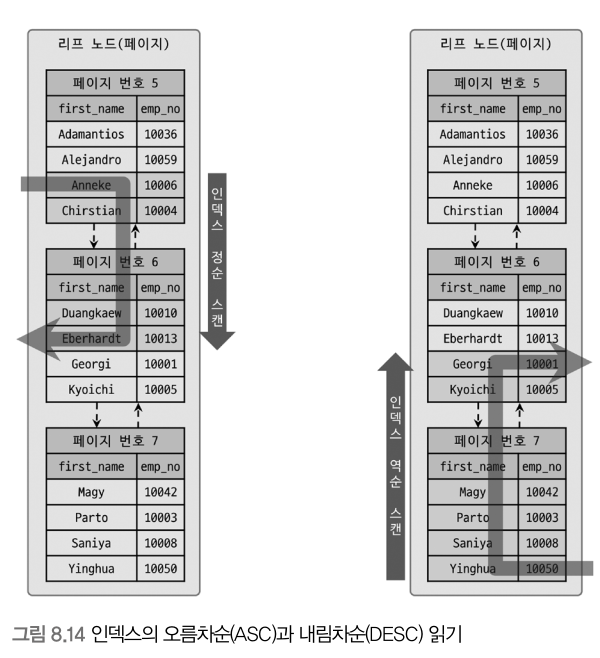 리프 노드(페이지)
페이지 번호 5
first_name emp_no
Adamantios 10036
Alejandro 10059
Anneke 10006
Chirstian 10004
페이지 번호 6
first_name emp_no
Duangkaew 10010
Eberhardt 10013
Georgi 10001
Kyoichi 10005
페이지 번호 7
first_name emp_no
Magy 10042
Parto 10003
Saniya 10008
Yinghua 10050
인덱스 정순 스캔
리프 노드(페이지)
페이지 번호 5
first_name emp_no
Adamantios 10036
Alejandro 10059
Anneke 10006
Chirstian 10004
페이지 번호 6
first_name emp_no
Duangkaew 10010
Eberhardt 10013
Georgi 10001
Kyoichi 10005
페이지 번호 7
first_name emp_no
Magy 10042
Parto 10003
Saniya 10008
Yinghua 10050
인덱스 역순 스캔
그림 8.14 인덱스의 오름차순(ASC)과 내림차순(DESC) 읽기